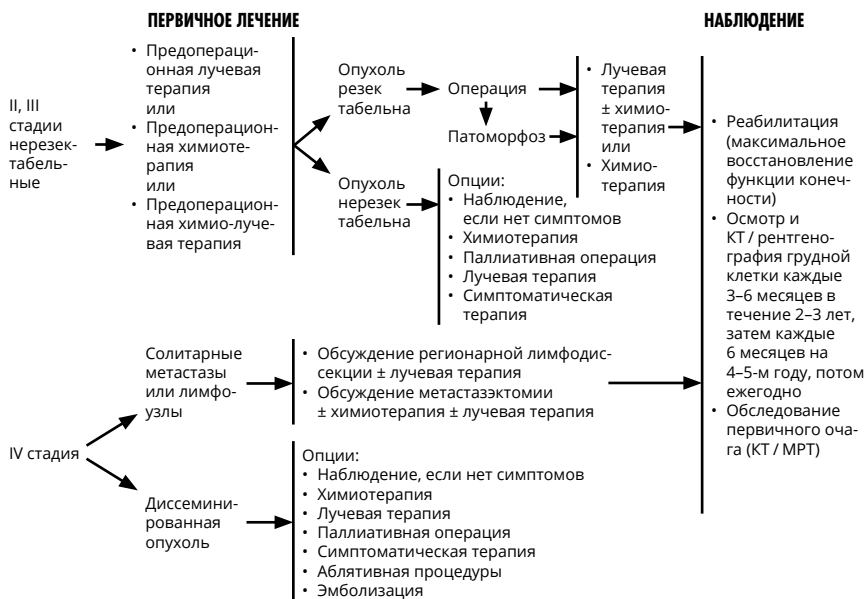 ПЕРВИЧНОЕ ЛЕЧЕНИЕ
НАБЛЮДЕНИЕ
II, III
стадии
нерезек-
табель-
ные
• Предопераци-
онная лучевая
терапия
или
• Предоперацион-
ная химиоте-
рапия
или
• Предоперацион-
ная химио-луче-
вая терапия
Опухоль
резек
табельна
Операция
Патоморфоз
• Лучевая
терапия
± химио-
терапия
или
• Химио-
терапия
Опухоль
нерезек
табельна
Опции:
• Наблюдение,
если нет симптомов
• Химиотерапия
• Паллиативная операция
• Лучевая терапия
• Симптоматическая
терапия
IV стадия
Солитарные
метастазы
или лимфо-
узлы
• Обсуждение регионарной лимфодис-
секции ± лучевая терапия
• Обсуждение метастазэктомии
± химиотерапия ± лучевая терапия
Диссемини-
рованная
опухоль
Опции:
• Наблюдение, если нет симптомов
• Химиотерапия
• Лучевая терапия
• Паллиативная операция
• Симптоматическая терапия
• Аблятивная процедуры
• Эмболизация
• Реабилитация
(максимальное
восстановление
функции конеч-
ности)
• Осмотр и
КТ / рентгено-
графия грудной
клетки каждые
3–6 месяцев в
течение 2–3 лет,
затем каждые
6 месяцев на
4–5-м году, потом
ежегодно
• Обследование
первичного оча-
га (КТ / МРТ)